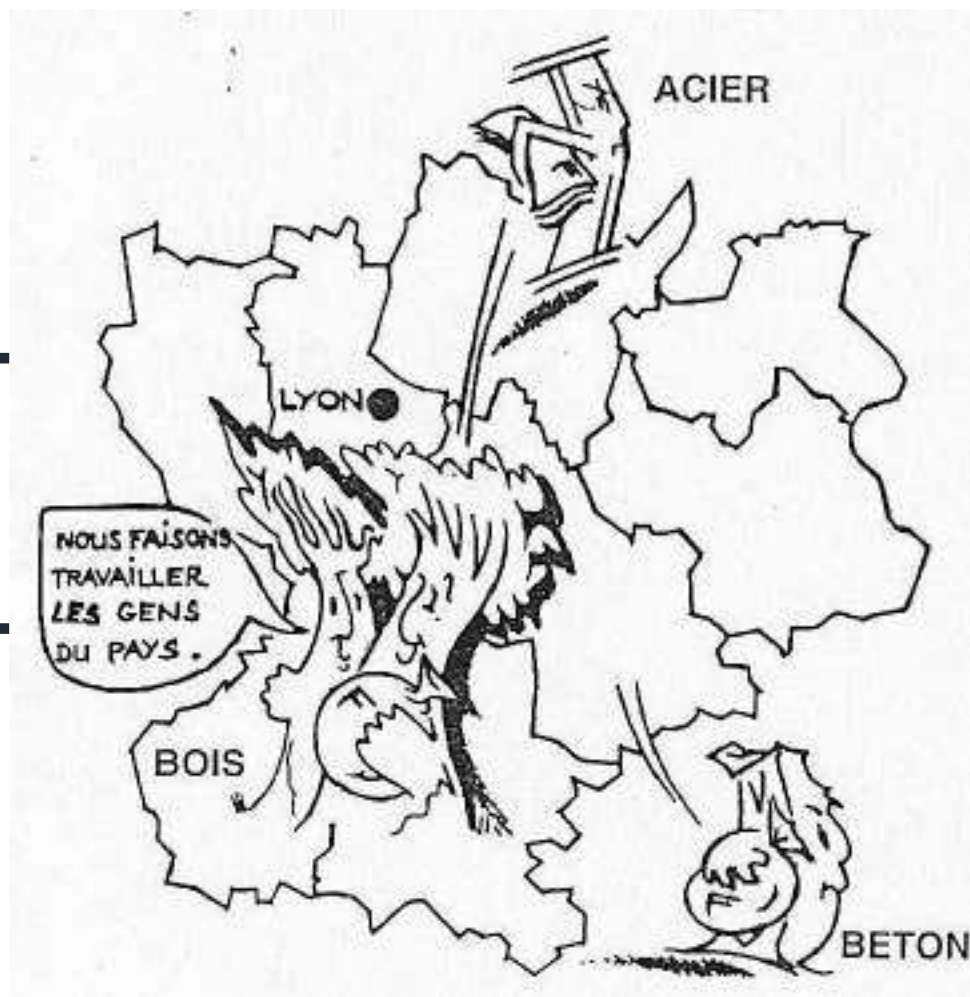 ACIER
LYON
NOUS FAISONS
TRAVAILLER
LES GENS
DU PAYS.
BOIS
BETON